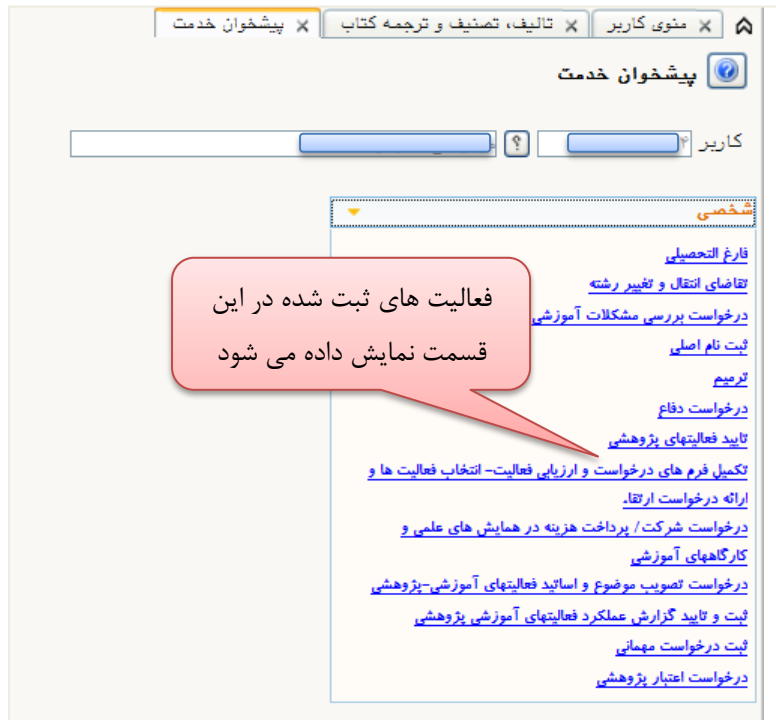 منوی کاربر تالیف، تصنیف و ترجمه کتاب پیشخوان خدمت
پیشخوان خدمت
کاربر ۴ ؟
شخصی
فارغ التحصیلی
تقاضای انتقال و تغییر رشته
درخواست بررسی مشکلات آموزشی
ثبت نام اصلی
ترمیم
درخواست دفاع
تایید فعالیتهای پژوهشی
تکمیل فرم های درخواست و ارزیابی فعالیت- انتخاب فعالیت ها و
ارائه درخواست ارتقاء
درخواست شرکت/ پرداخت هزینه در همایش های علمی و
کارگاههای آموزشی
درخواست تصویب موضوع و اساتید فعالیتهای آموزشی-پژوهشی
ثبت و تایید گزارش عملکرد فعالیتهای آموزشی پژوهشی
ثبت درخواست مهمانی
درخواست اعتبار پژوهشی
فعالیت های ثبت شده در این
قسمت نمایش داده می شود